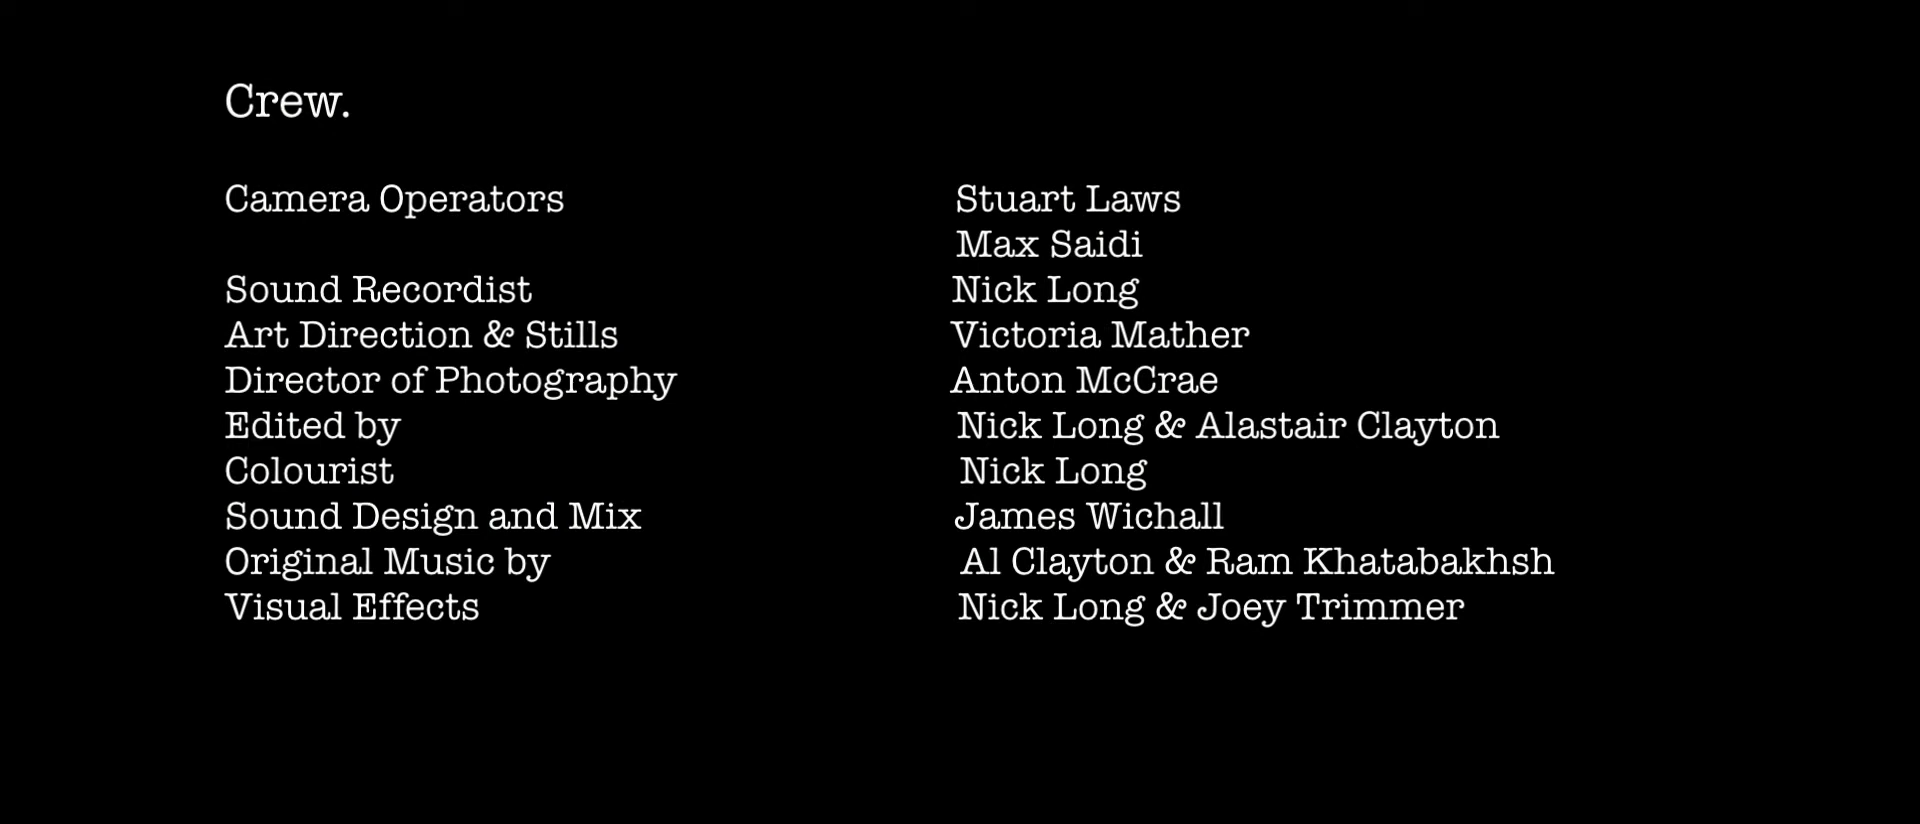 Crew.
Camera Operators Stuart Laws
Max Saidi
Sound Recordist Nick Long
Art Direction & Stills Victoria Mather
Director of Photography Anton McCrae
Edited by Nick Long & Alastair Clayton
Colourist Nick Long
Sound Design and Mix James Wichall
Original Music by Al Clayton & Ram Khatabakhsh
Visual Effects Nick Long & Joey Trimmer